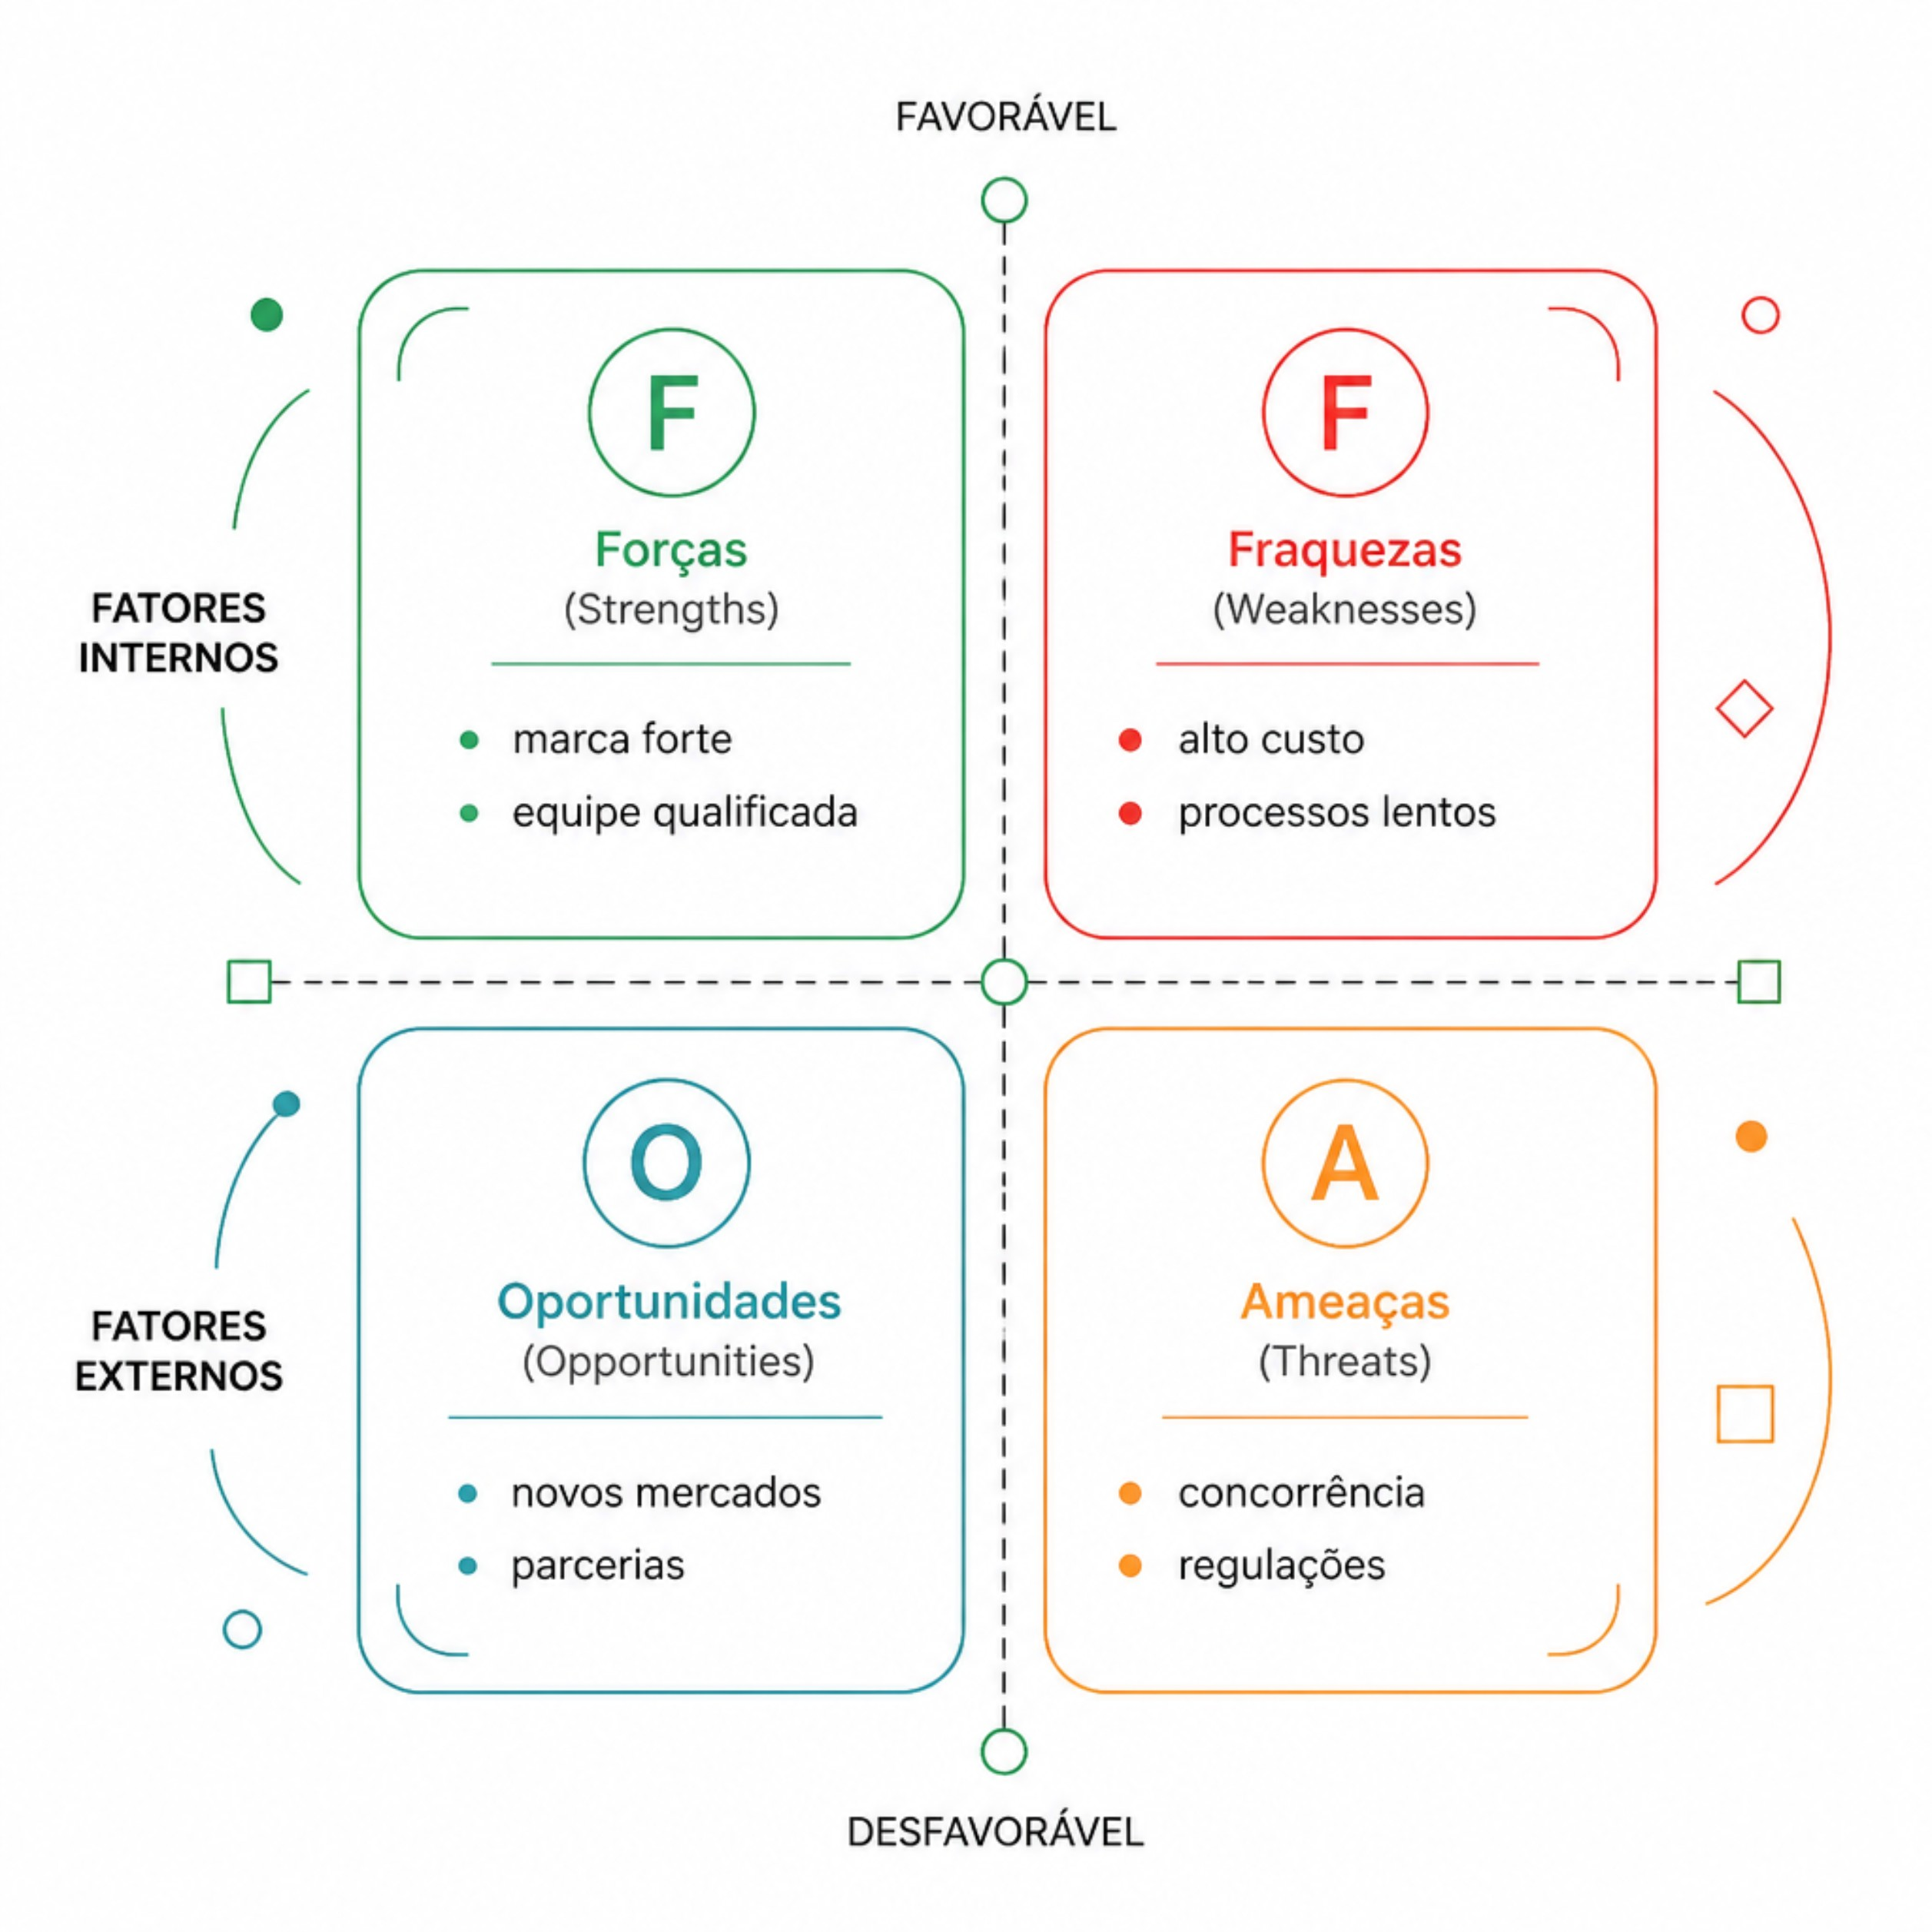 FAVORÁVEL
FATORES
INTERNOS
F
Forças
(Strengths)
marca forte
equipe qualificada
F
Fraquezas
(Weaknesses)
alto custo
processos lentos
FATORES
EXTERNOS
O
Oportunidades
(Opportunities)
novos mercados
parcerias
A
Ameaças
(Threats)
concorrência
regulações
DESFAVORÁVEL